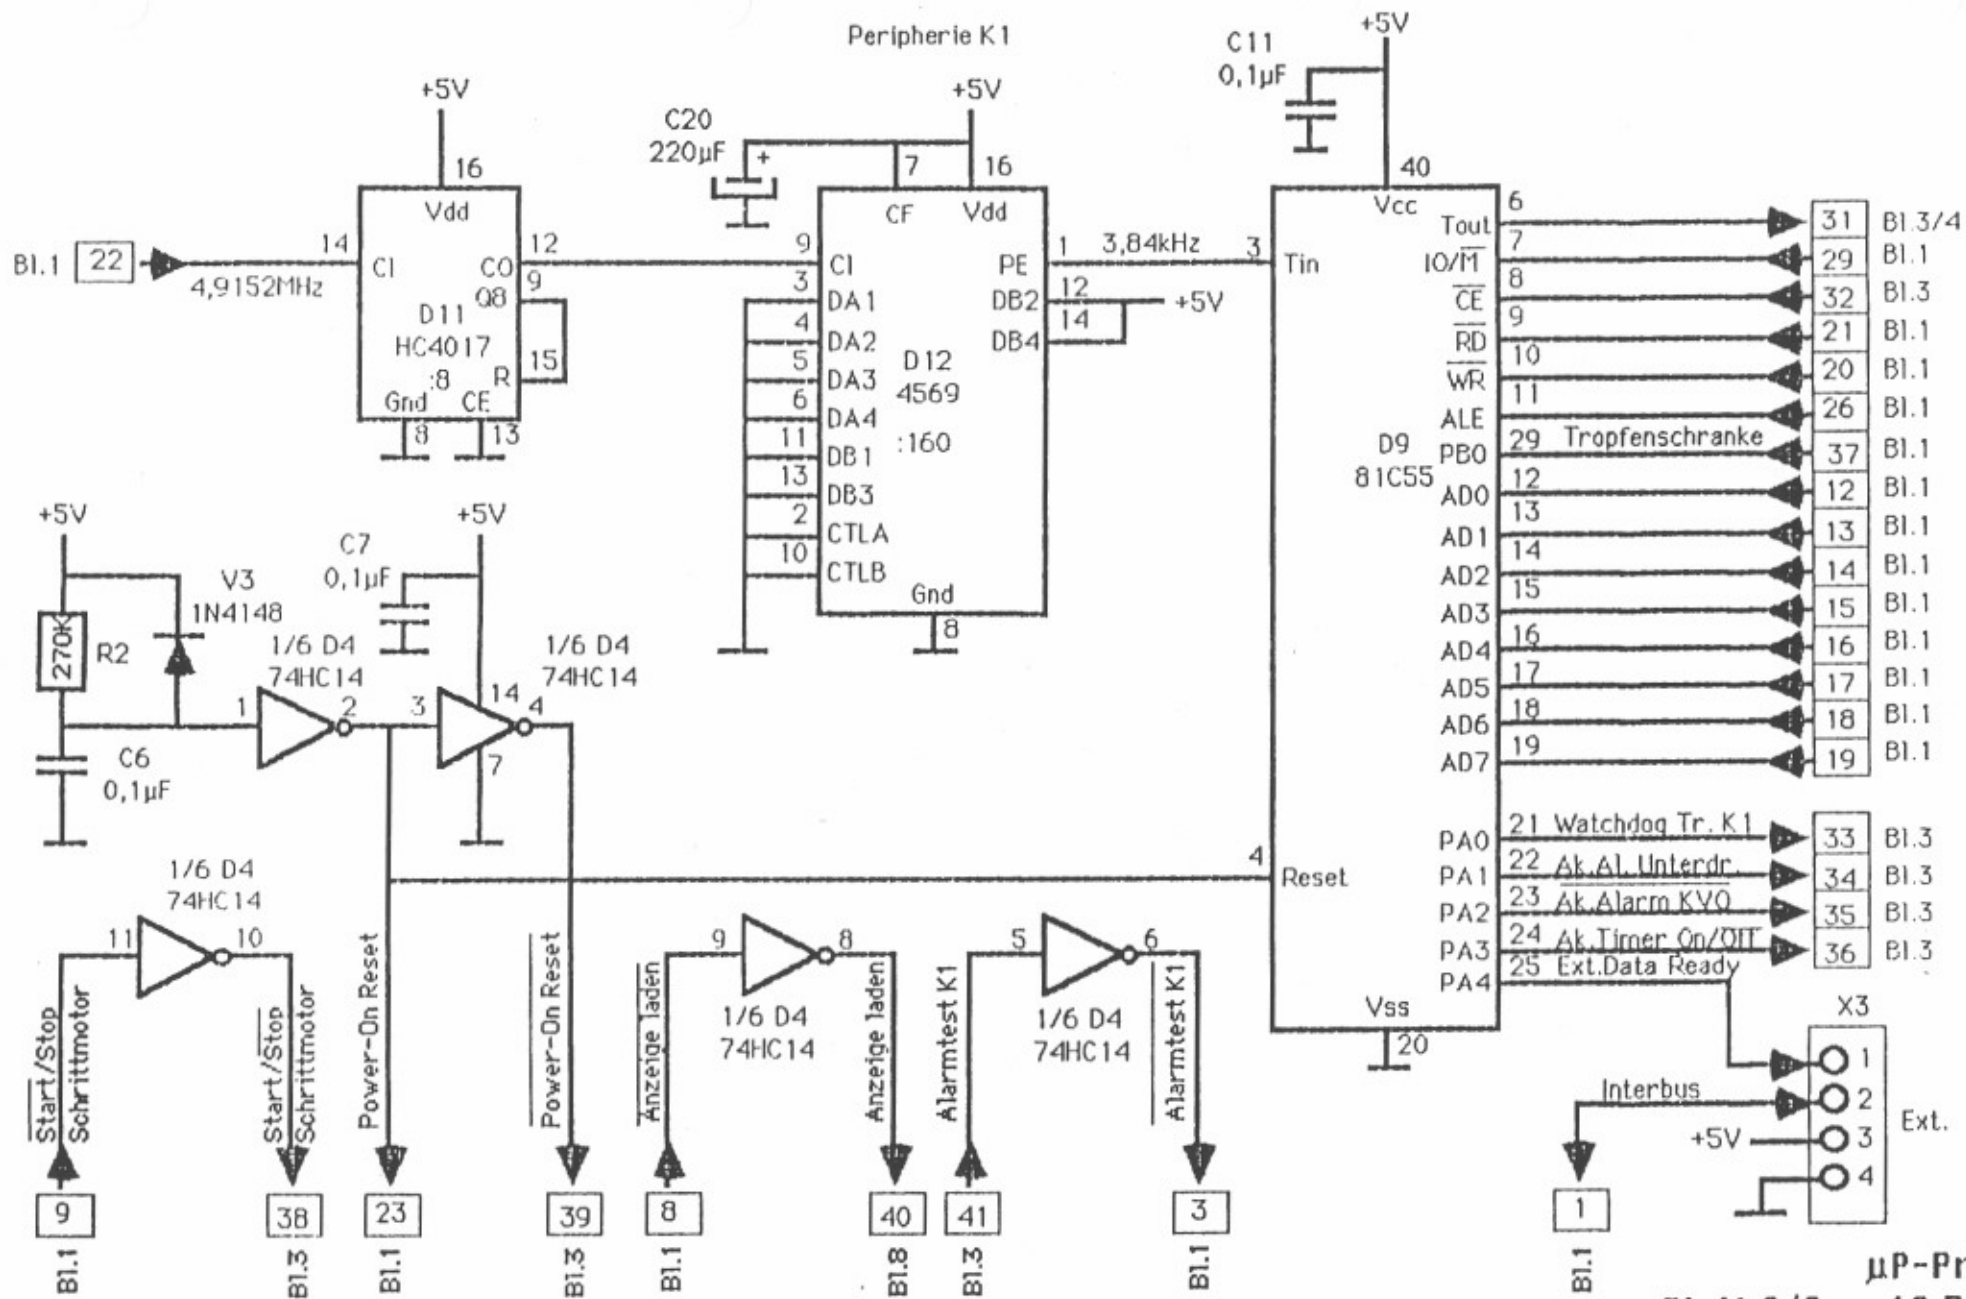 Peripherie K1
+5V
C11
0,1µF
+5V
C20
220µF
+
+5V
16
7
16
40
Vdd
CF
Vdd
Vcc
Bl.1
22
4,9152MHz
14
CI
CO
12
9
Q8
D11
HC4017
:8
R
15
Gnd
CE
8
13
9
CI
3
DA1
4
DA2
5
DA3
6
DA4
11
DB1
13
DB3
2
CTLA
10
CTLB
D12
4569
:160
Gnd
8
PE
1
3,84kHz
3
Tin
DB2
12
+5V
DB4
14
D9
81C55
Tout
6
31
Bl.3/4
IO/M
7
29
Bl.1
CE
8
32
Bl.3
RD
9
21
Bl.1
WR
10
20
Bl.1
ALE
11
26
Bl.1
PB0
29
Tropfenschranke
37
Bl.1
AD0
12
12
Bl.1
AD1
13
13
Bl.1
AD2
14
14
Bl.1
AD3
15
15
Bl.1
AD4
16
16
Bl.1
AD5
17
17
Bl.1
AD6
18
18
Bl.1
AD7
19
19
Bl.1
PA0
21
Watchdog Tr. K1
33
Bl.3
PA1
22
Ak.Al. Unterdr.
34
Bl.3
PA2
23
Ak.Alarm KVO
35
Bl.3
PA3
24
Ak.Timer On/Off
36
Bl.3
PA4
25
Ext.Data Ready
4
Reset
Vss
20
+5V
270K
R2
V3
1N4148
C6
0,1µF
C7
0,1µF
+5V
1/6 D4
74HC14
1
2
1/6 D4
74HC14
3
14
4
7
1/6 D4
74HC14
11
10
9
8
1/6 D4
74HC14
5
6
1/6 D4
74HC14
Start/Stop
Schrittmotor
Start/Stop
Schrittmotor
Power-On Reset
Power-On Reset
Anzeige laden
Anzeige laden
Alarmtest K1
Alarmtest K1
9
Bl.1
38
Bl.3
23
Bl.1
39
Bl.3
8
Bl.1
40
Bl.8
41
Bl.3
3
Bl.1
Interbus
1
Bl.1
X3
1
2
+5V
3
4
Ext.
µP-Pr